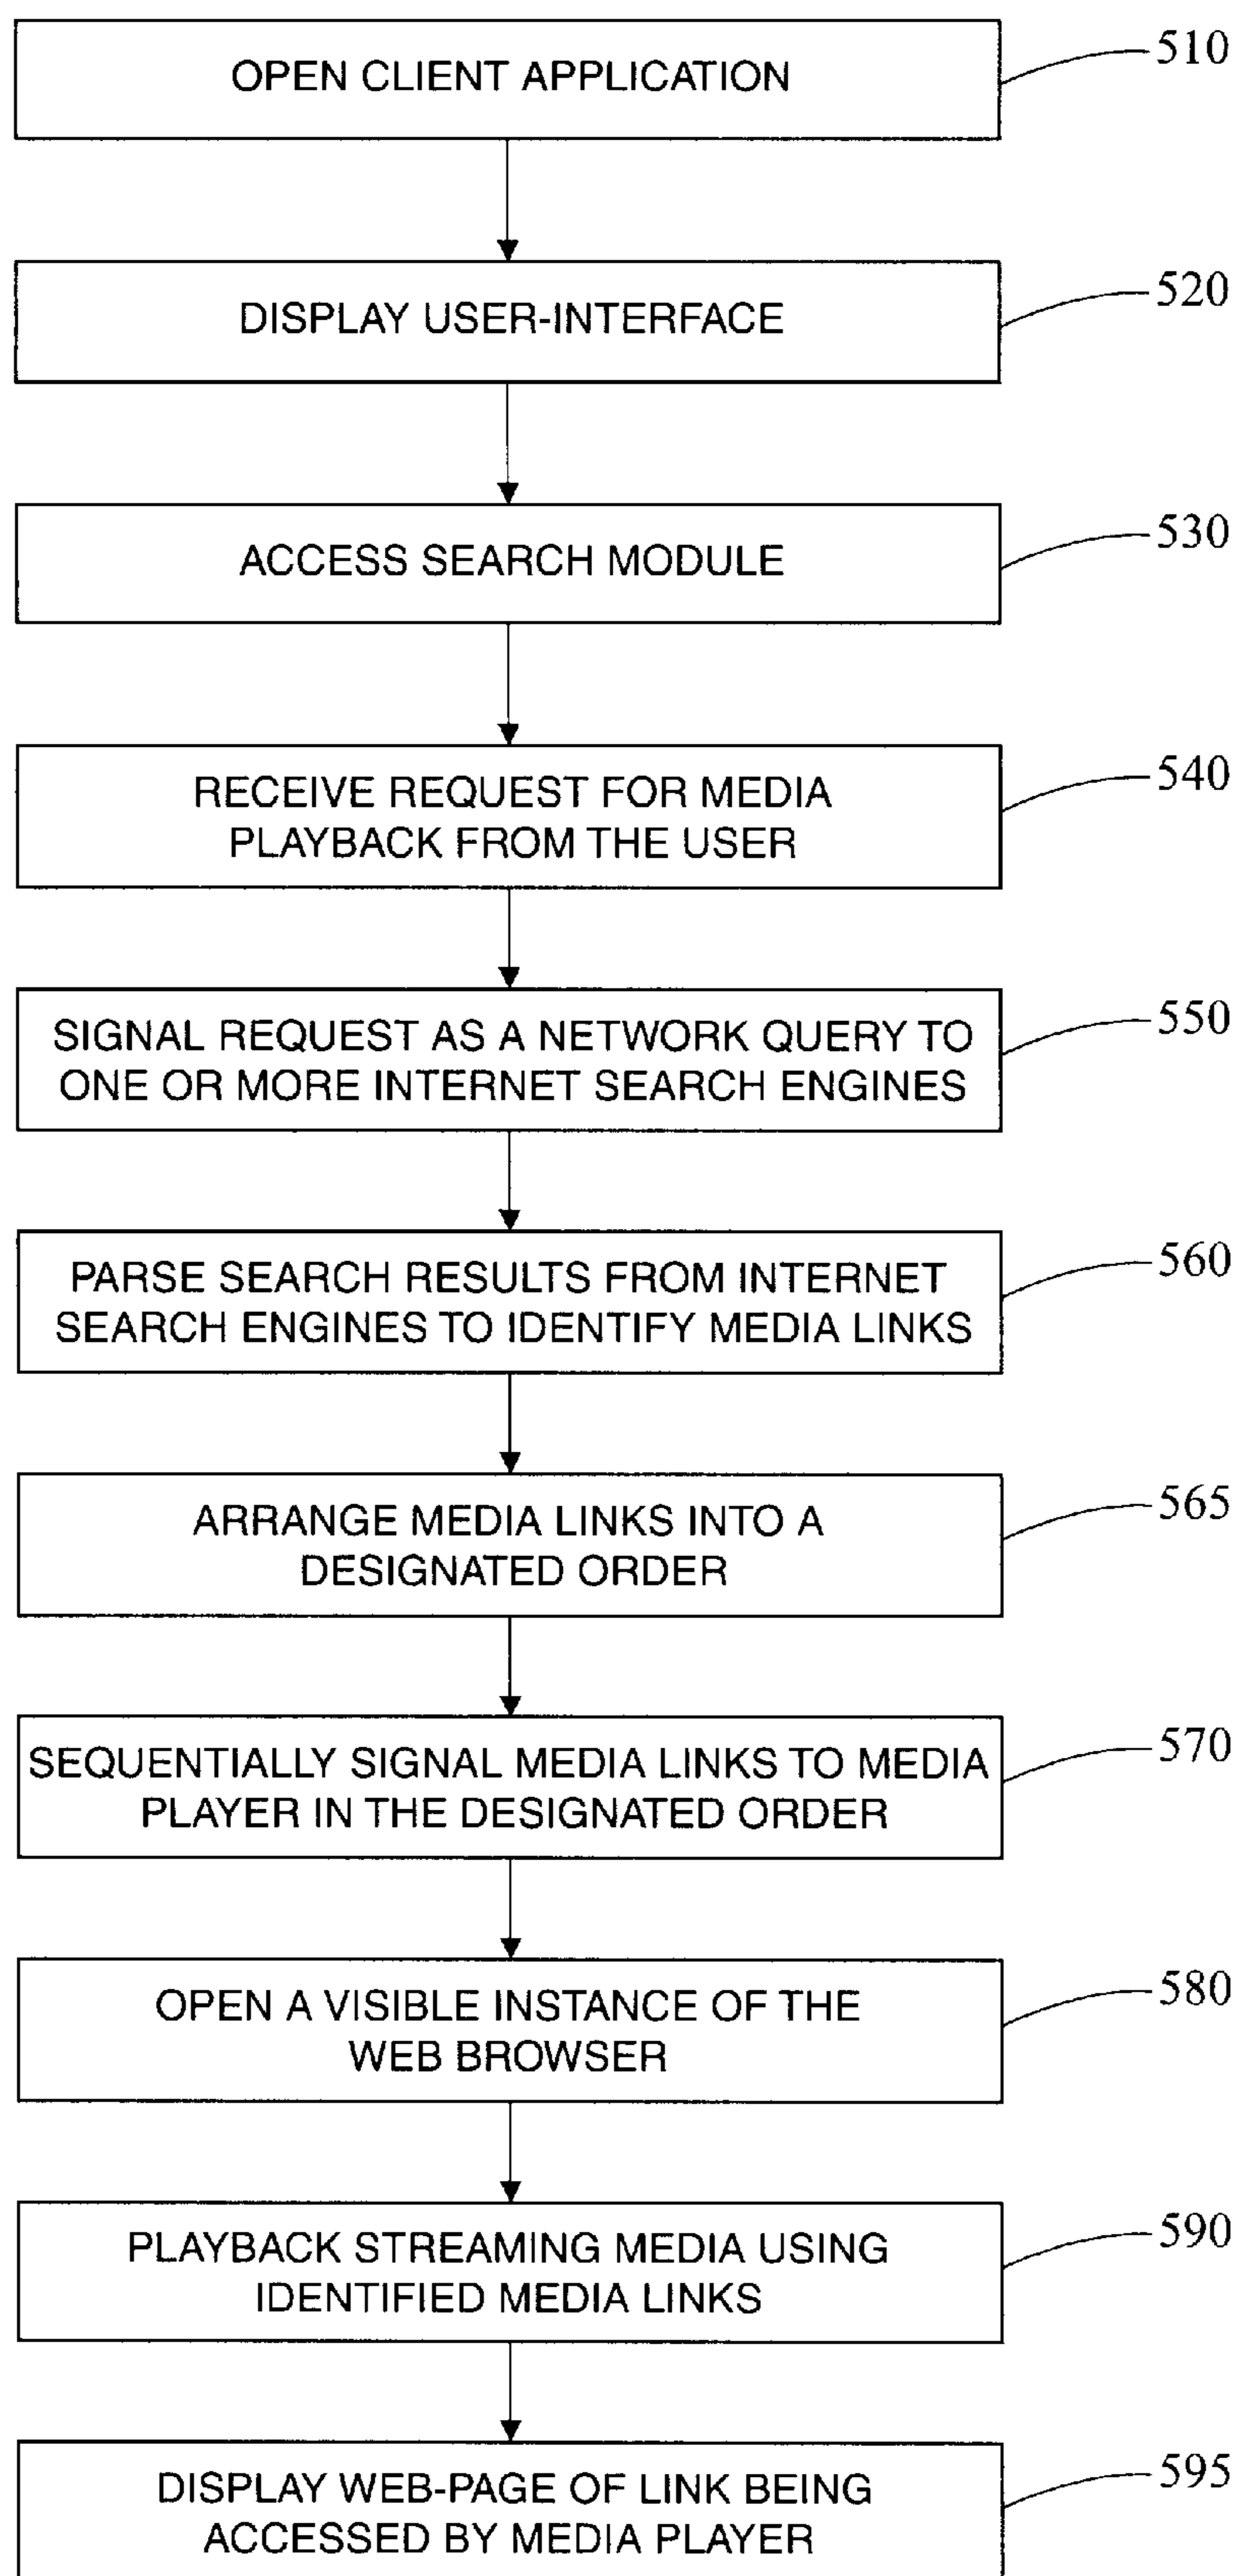 OPEN CLIENT APPLICATION
510
DISPLAY USER-INTERFACE
520
ACCESS SEARCH MODULE
530
RECEIVE REQUEST FOR MEDIA
PLAYBACK FROM THE USER
540
SIGNAL REQUEST AS A NETWORK QUERY TO
ONE OR MORE INTERNET SEARCH ENGINES
550
PARSE SEARCH RESULTS FROM INTERNET
SEARCH ENGINES TO IDENTIFY MEDIA LINKS
560
ARRANGE MEDIA LINKS INTO A
DESIGNATED ORDER
565
SEQUENTIALLY SIGNAL MEDIA LINKS TO MEDIA
PLAYER IN THE DESIGNATED ORDER
570
OPEN A VISIBLE INSTANCE OF THE
WEB BROWSER
580
PLAYBACK STREAMING MEDIA USING
IDENTIFIED MEDIA LINKS
590
DISPLAY WEB-PAGE OF LINK BEING
ACCESSED BY MEDIA PLAYER
595